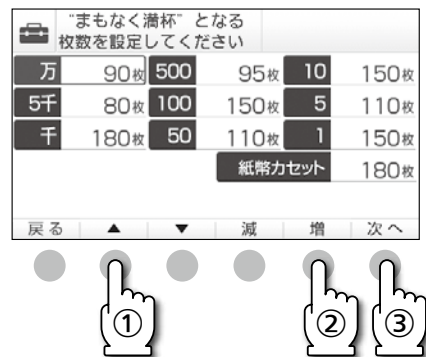 “まもなく満杯” となる
枚数を設定してください
万 90枚 500 95枚 10 150枚
5千 80枚 100 150枚 5 110枚
千 180枚 50 110枚 1 150枚
紙幣カセット 180枚
戻る ▲ ▼ 減 増 次へ
① ② ③